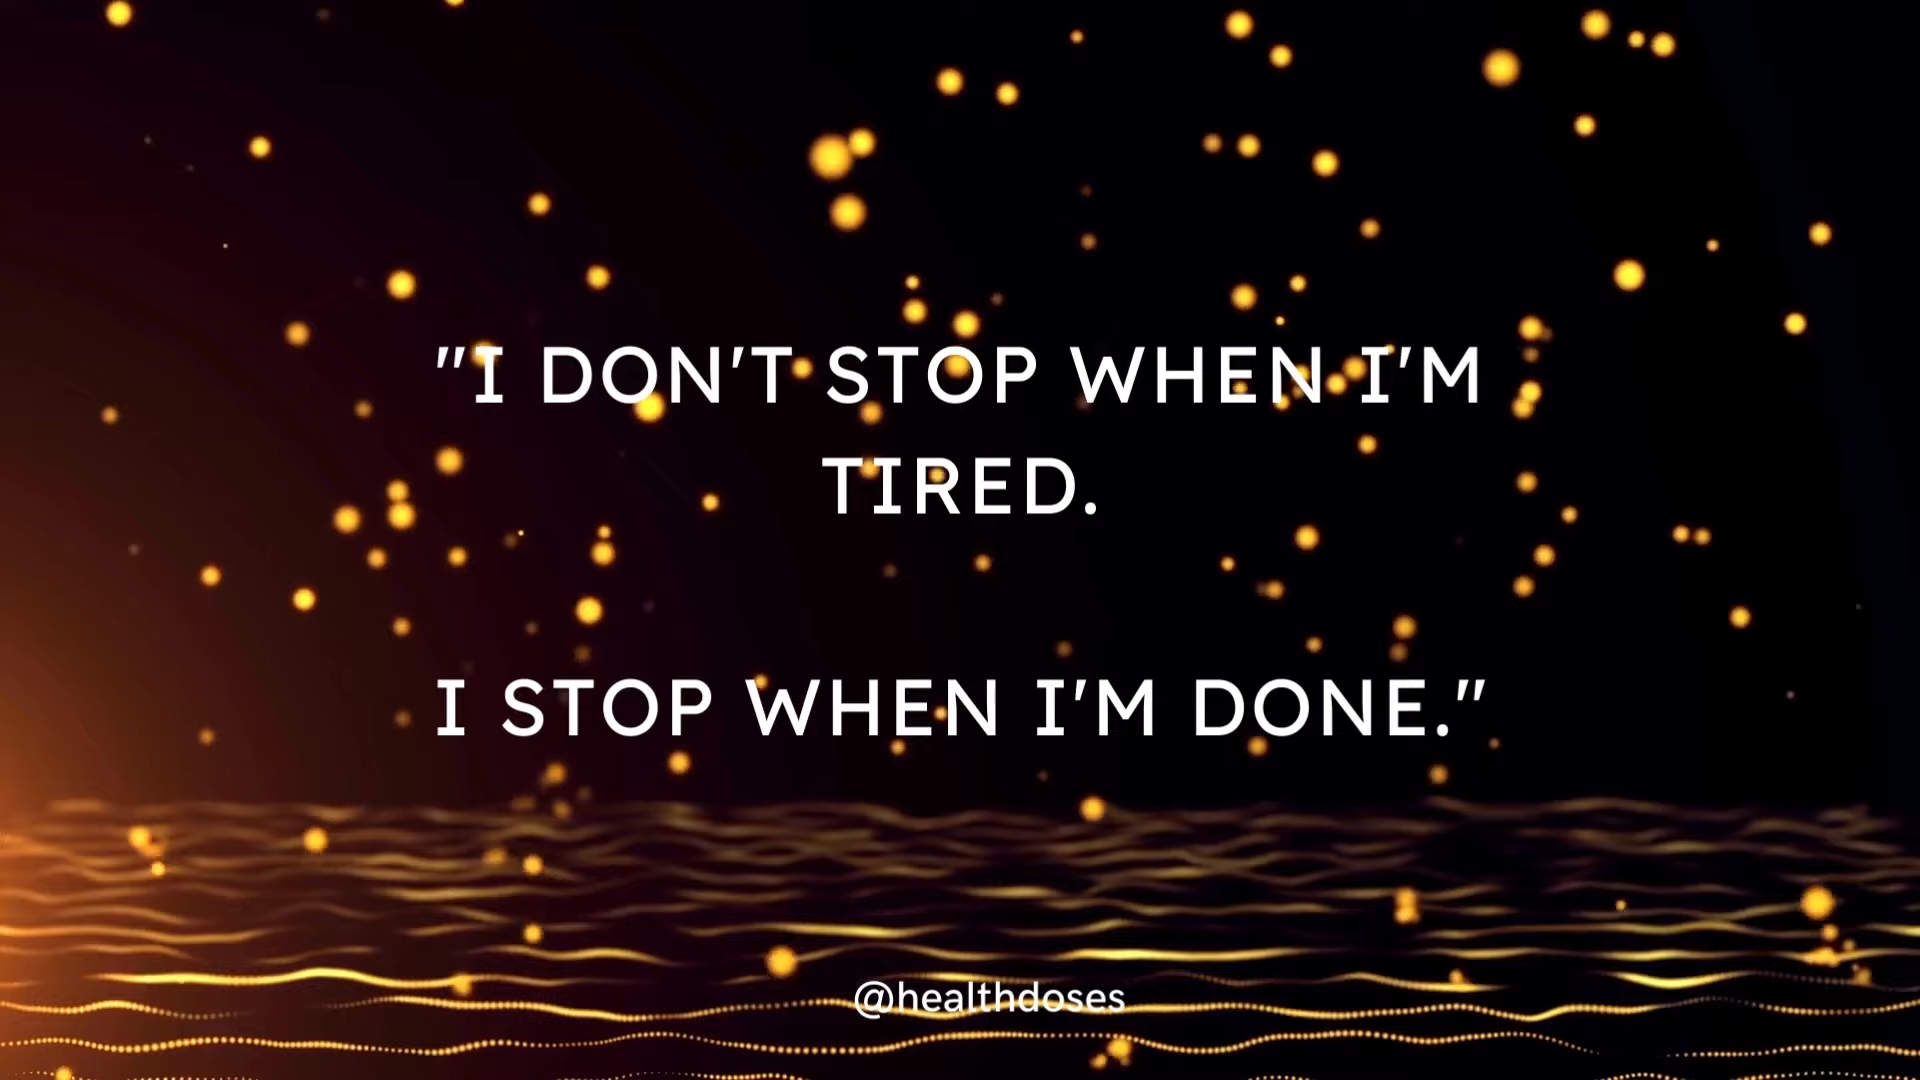 "I DON'T STOP WHEN I'M
TIRED.
I STOP WHEN I'M DONE."
@healthdoses